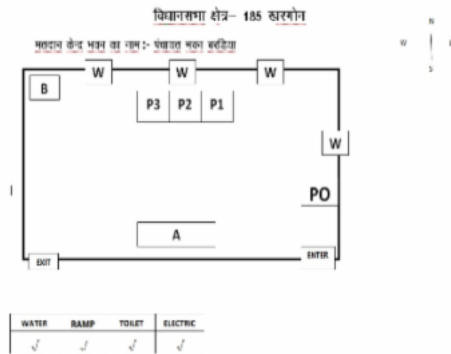 विधानसभा क्षेत्र- 185 खरगोन
मतदान केन्द्र भवन का नाम :- पंचायत भवन
N
W
S
W W W
B
P3 P2 P1
W
PO
A
EXIT
ENTER
WATER RAMP TOILET ELECTRIC
✓ ✓ ✓ ✓